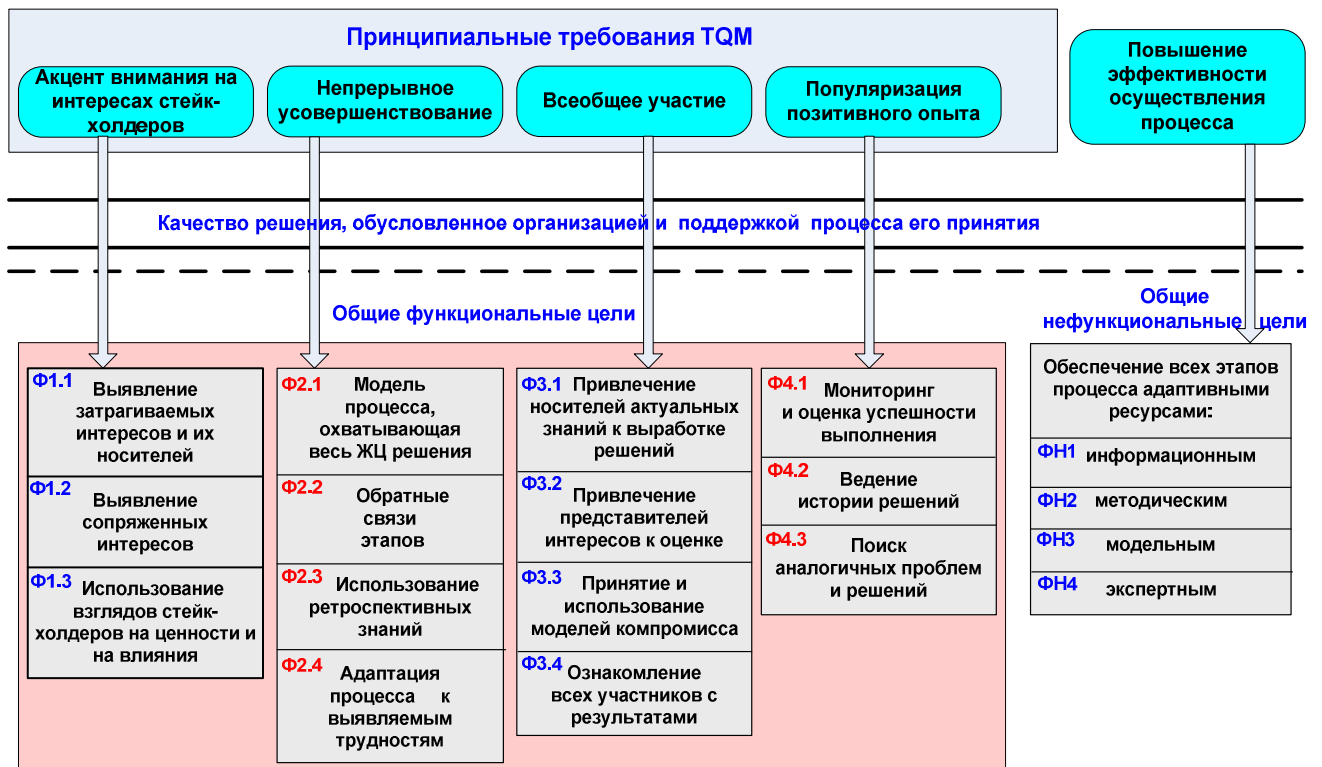 Принципиальные требования TQM
Акцент внимания на
интересах стейк-
холдеров
Непрерывное
усовершенствование
Всеобщее участие
Популяризация
позитивного опыта
Повышение
эффективности
осуществления
процесса
Качество решения, обусловленное организацией и поддержкой процесса его принятия
Общие функциональные цели
Общие
нефункциональные цели
Ф1.1 Выявление
затрагиваемых
интересов и их
носителей
Ф1.2 Выявление
сопряженных
интересов
Ф1.3 Использование
взглядов стейк-
холдеров на ценности и
на влияния
Ф2.1 Модель
процесса,
охватывающая
весь ЖЦ решения
Ф2.2 Обратные
связи
этапов
Ф2.3 Использование
ретроспективных
знаний
Ф2.4 Адаптация
процесса к
выявляемым
трудностям
Ф3.1 Привлечение
носителей актуальных
знаний к выработке
решений
Ф3.2 Привлечение
представителей
интересов к оценке
Ф3.3 Принятие и
использование
моделей компромисса
Ф3.4 Ознакомление
всех участников с
результатами
Ф4.1 Мониторинг
и оценка успешности
выполнения
Ф4.2 Ведение
истории решений
Ф4.3 Поиск
аналогичных проблем
и решений
Обеспечение всех этапов
процесса адаптивными
ресурсами:
ФН1 информационным
ФН2 методическим
ФН3 модельным
ФН4 экспертным